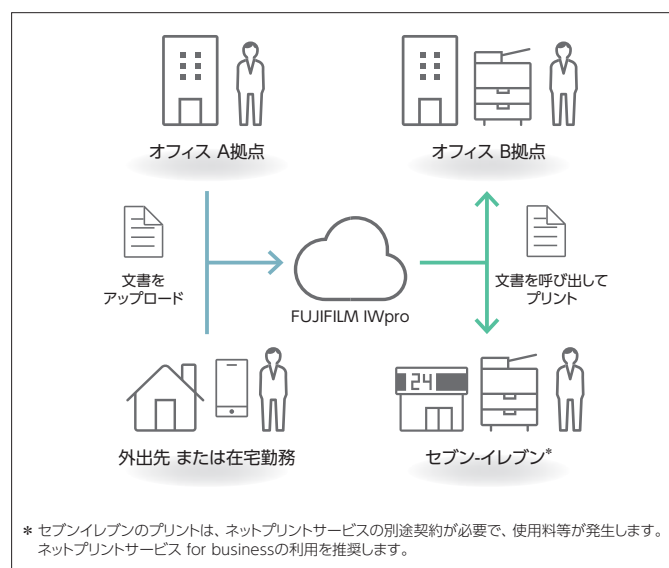 オフィス A拠点
オフィス B拠点
文書を
アップロード
FUJIFILM IWpro
文書を呼び出して
プリント
外出先 または在宅勤務
24
セブン-イレブン*
* セブンイレブンのプリントは、ネットプリントサービスの別途契約が必要で、使用料等が発生します。
ネットプリントサービス for businessの利用を推奨します。